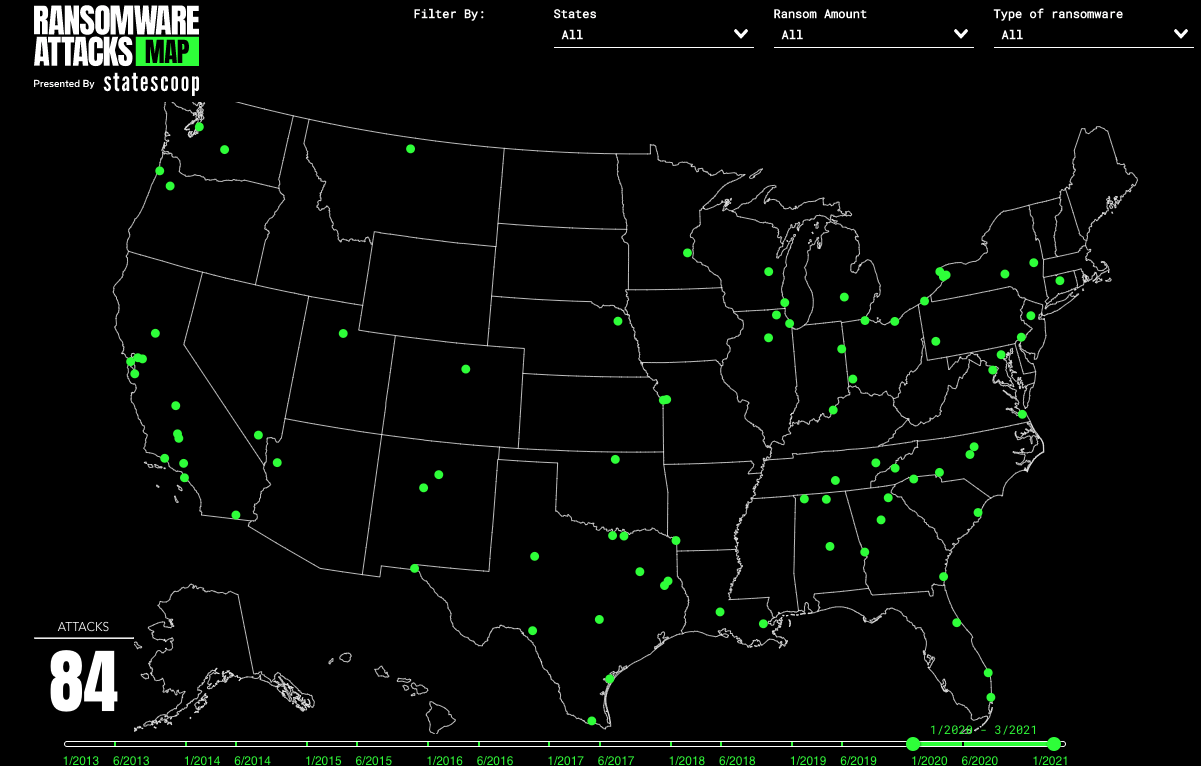 RANSOMWARE
ATTACKS MAP
Presented By statescoop
Filter By:
States
All
Ransom Amount
All
Type of ransomware
All
ATTACKS
84
1/2020 - 3/2021
1/2013 6/2013 1/2014 6/2014 1/2015 6/2015 1/2016 6/2016 1/2017 6/2017 1/2018 6/2018 1/2019 6/2019 1/2020 6/2020 1/2021